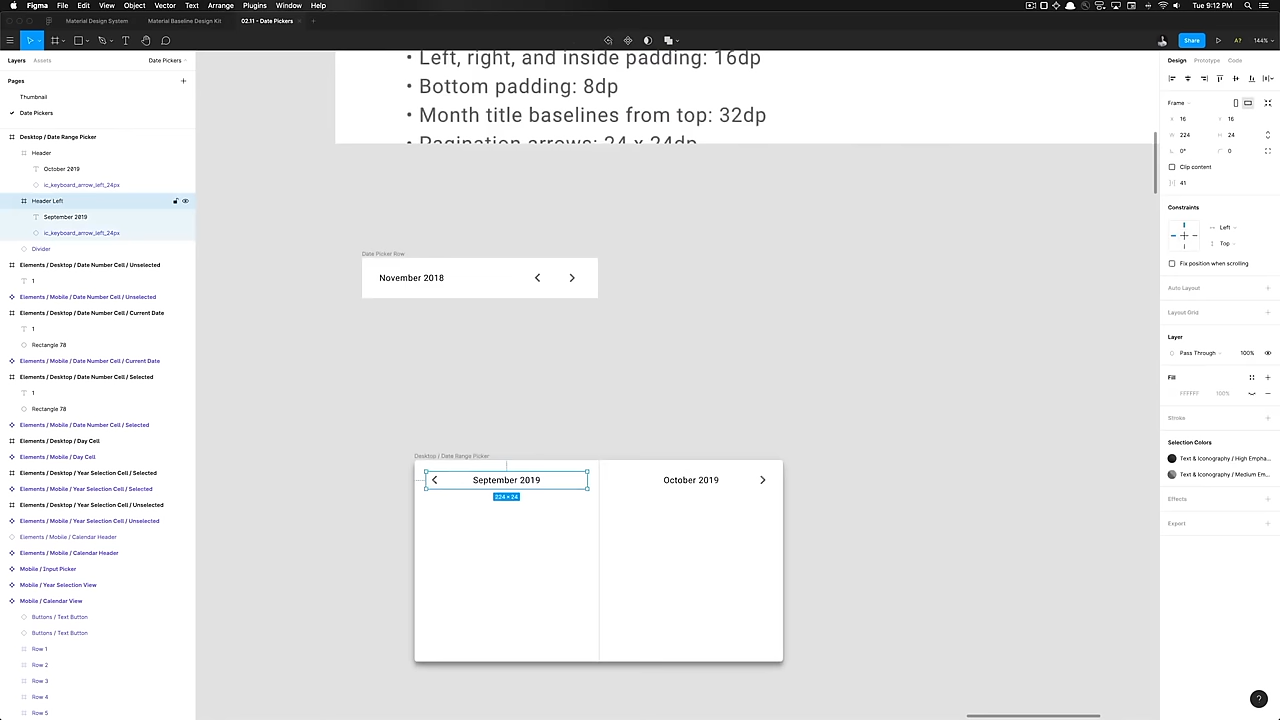 Figma File Edit View Object Vector Text Arrange Plugins Window Help
Tue 9:12 PM
Material Design System
Material Baseline Design Kit
02.11 - Date Pickers
Share
A?
144%
Layers
Assets
Date Pickers
Pages
Thumbnail
Date Pickers
Desktop / Date Range Picker
Header
October 2019
ic_keyboard_arrow_left_24px
Header Left
September 2019
ic_keyboard_arrow_left_24px
Divider
Elements / Desktop / Date Number Cell / Unselected
1
Elements / Mobile / Date Number Cell / Unselected
Elements / Desktop / Date Number Cell / Current Date
1
Rectangle 78
Elements / Mobile / Date Number Cell / Current Date
Elements / Desktop / Date Number Cell / Selected
1
Rectangle 78
Elements / Mobile / Date Number Cell / Selected
Elements / Desktop / Day Cell
Elements / Mobile / Day Cell
Elements / Desktop / Year Selection Cell / Selected
Elements / Mobile / Year Selection Cell / Selected
Elements / Desktop / Year Selection Cell / Unselected
Elements / Mobile / Year Selection Cell / Unselected
Elements / Mobile / Calendar Header
Elements / Mobile / Calendar Header
Mobile / Input Picker
Mobile / Year Selection View
Mobile / Calendar View
Buttons / Text Button
Buttons / Text Button
Row 1
Row 2
Row 3
Row 4
Row 5
• Left, right, and inside padding: 16dp
• Bottom padding: 8dp
• Month title baselines from top: 32dp
• Pagination arrows: 24 x 24dp
Date Picker Row
November 2018
Desktop / Date Range Picker
September 2019
October 2019
224 × 24
Design
Prototype
Code
Frame
X 16
Y 16
W 224
H 24
0°
0
Clip content
41
Constraints
Left
Top
Fix position when scrolling
Auto Layout
Layout Grid
Layer
Pass Through
100%
Fill
FFFFFF
100%
Stroke
Selection Colors
Text & Iconography / High Empha...
Text & Iconography / Medium Em...
Effects
Export
?